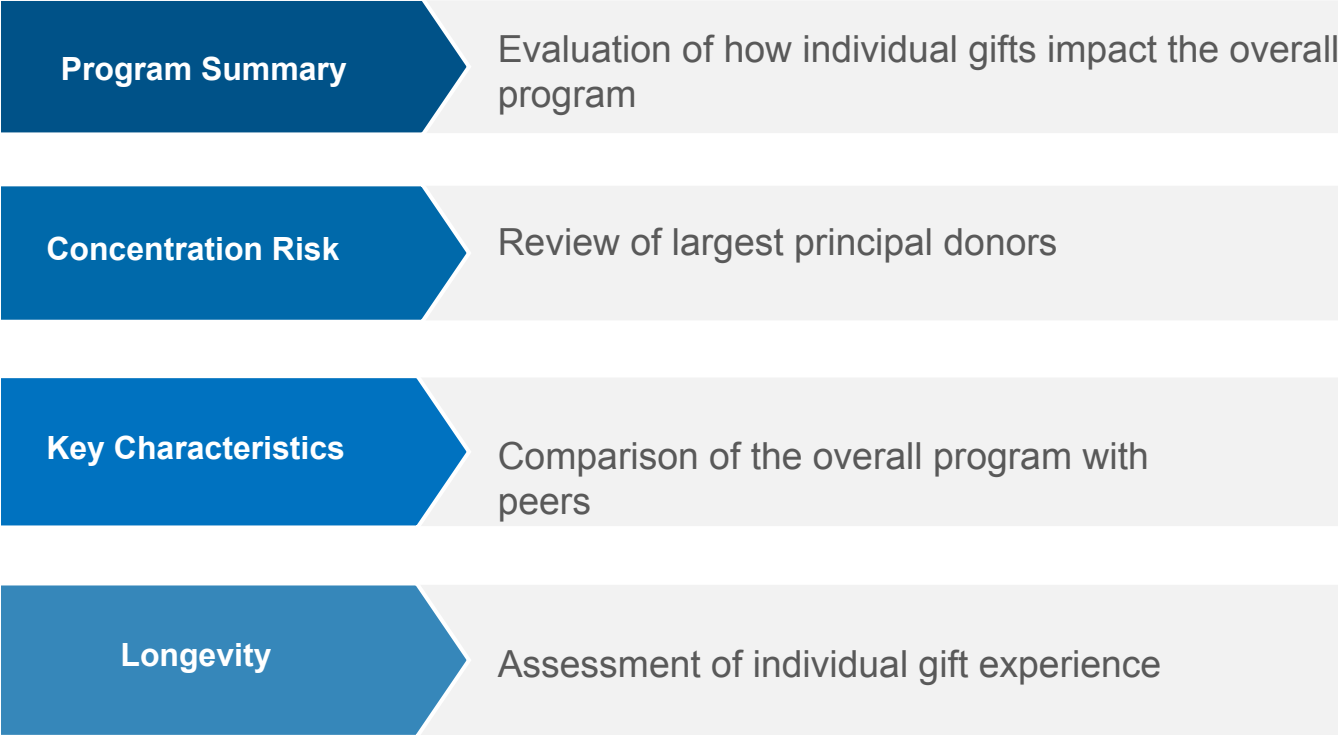 Program Summary
Evaluation of how individual gifts impact the overall
program
Concentration Risk
Review of largest principal donors
Key Characteristics
Comparison of the overall program with
peers
Longevity
Assessment of individual gift experience